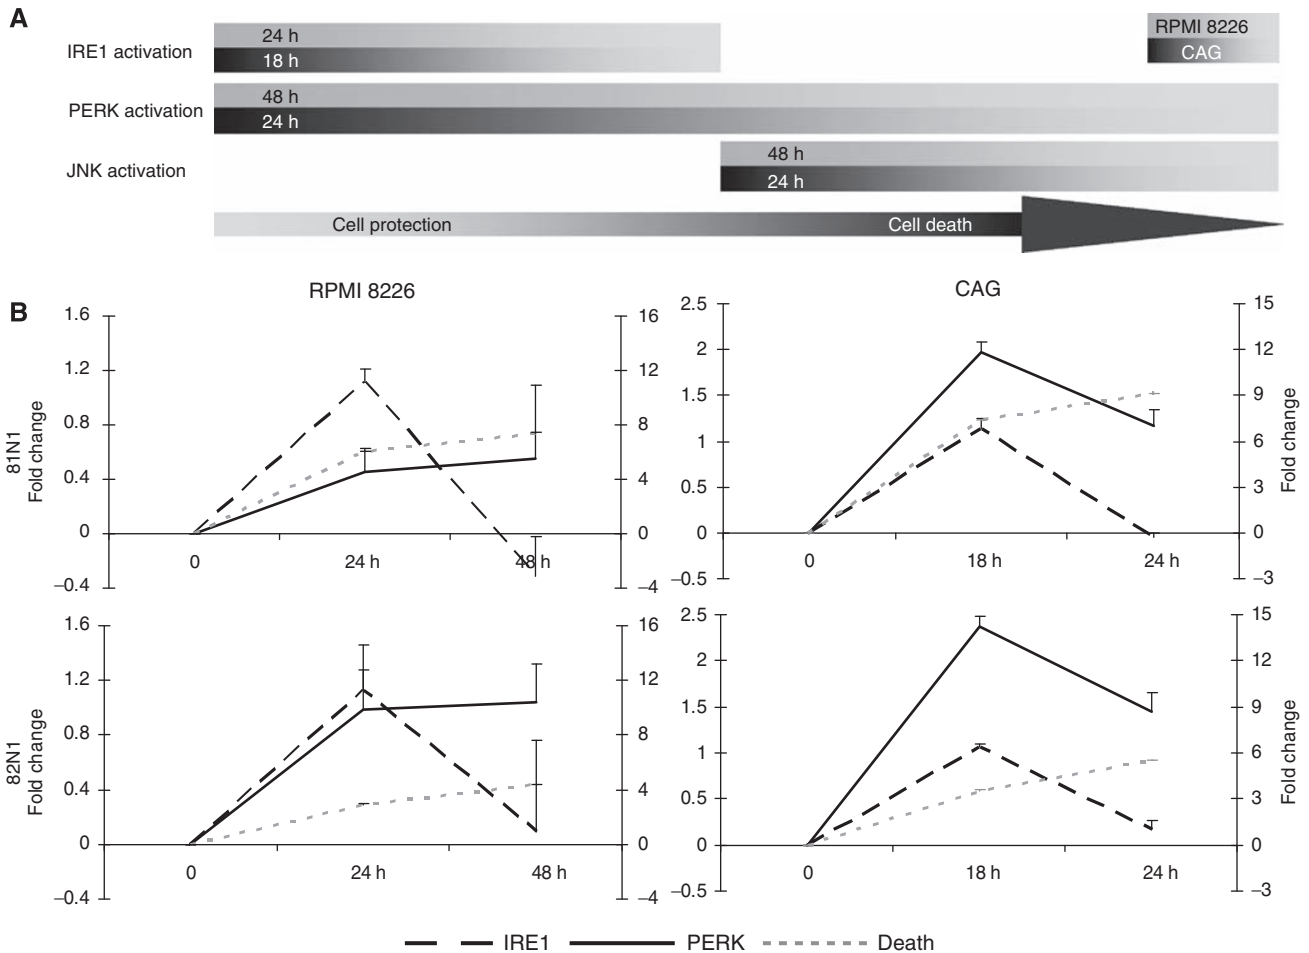 A
IRE1 activation
24 h
18 h
RPMI 8226
CAG
PERK activation
48 h
24 h
JNK activation
48 h
24 h
Cell protection
Cell death
B
RPMI 8226
81N1
Fold change
1.6
1.2
0.8
0.4
0
−0.4
16
12
8
4
0
−4
0
24 h
48 h
CAG
2.5
2
1.5
1
0.5
0
−0.5
15
12
9
6
3
0
−3
Fold change
0
18 h
24 h
82N1
Fold change
1.6
1.2
0.8
0.4
0
−0.4
16
12
8
4
0
−4
0
24 h
48 h
2.5
2
1.5
1
0.5
0
−0.5
15
12
9
6
3
0
−3
Fold change
0
18 h
24 h
IRE1
PERK
Death